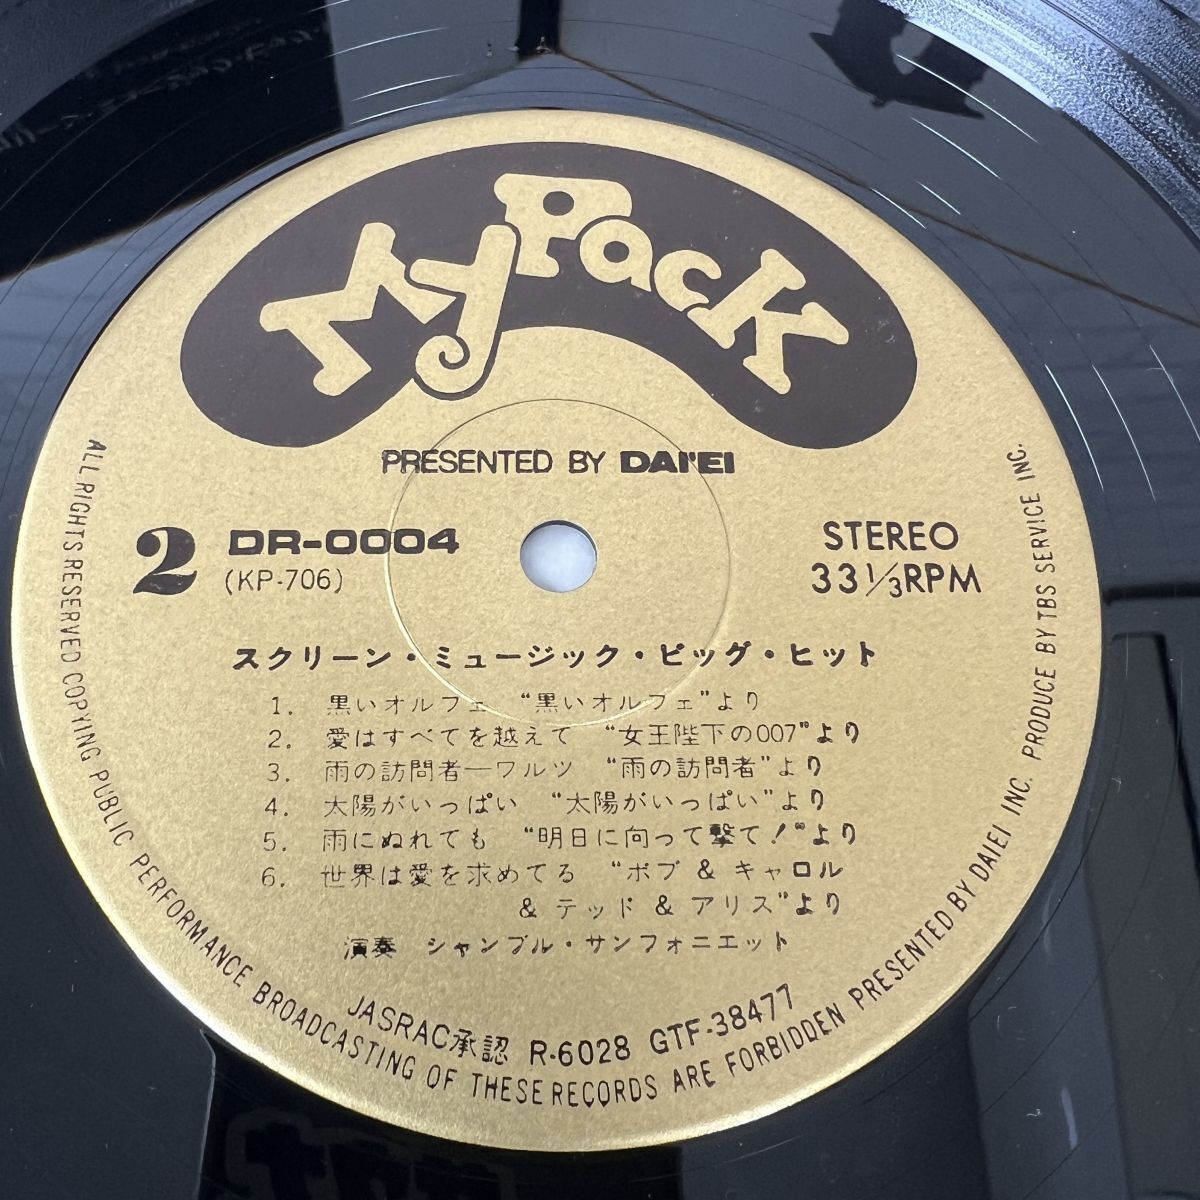 My Pack
PRESENTED BY DAI'EI
2
DR-0004
(KP-706)
STEREO
33 1/3 RPM
スクリーン・ミュージック・ビッグ・ヒット
1. 黒いオルフェ “黒いオルフェ”より
2. 愛はすべてを越えて “女王陛下の007”より
3. 雨の訪問者―ワルツ “雨の訪問者”より
4. 太陽がいっぱい “太陽がいっぱい”より
5. 雨にぬれても “明日に向って撃て!”より
6. 世界は愛を求めてる “ボブ & キャロル
& テッド & アリス”より
演奏 シャンブル・サンフォニエット
JASRAC承認 R-6028 GTF-38477
ALL RIGHTS RESERVED COPYING PUBLIC PERFORMANCE BROADCASTING OF THESE RECORDS ARE FORBIDDEN PRESENTED BY DAIEI INC. PRODUCE BY TBS SERVICE INC.